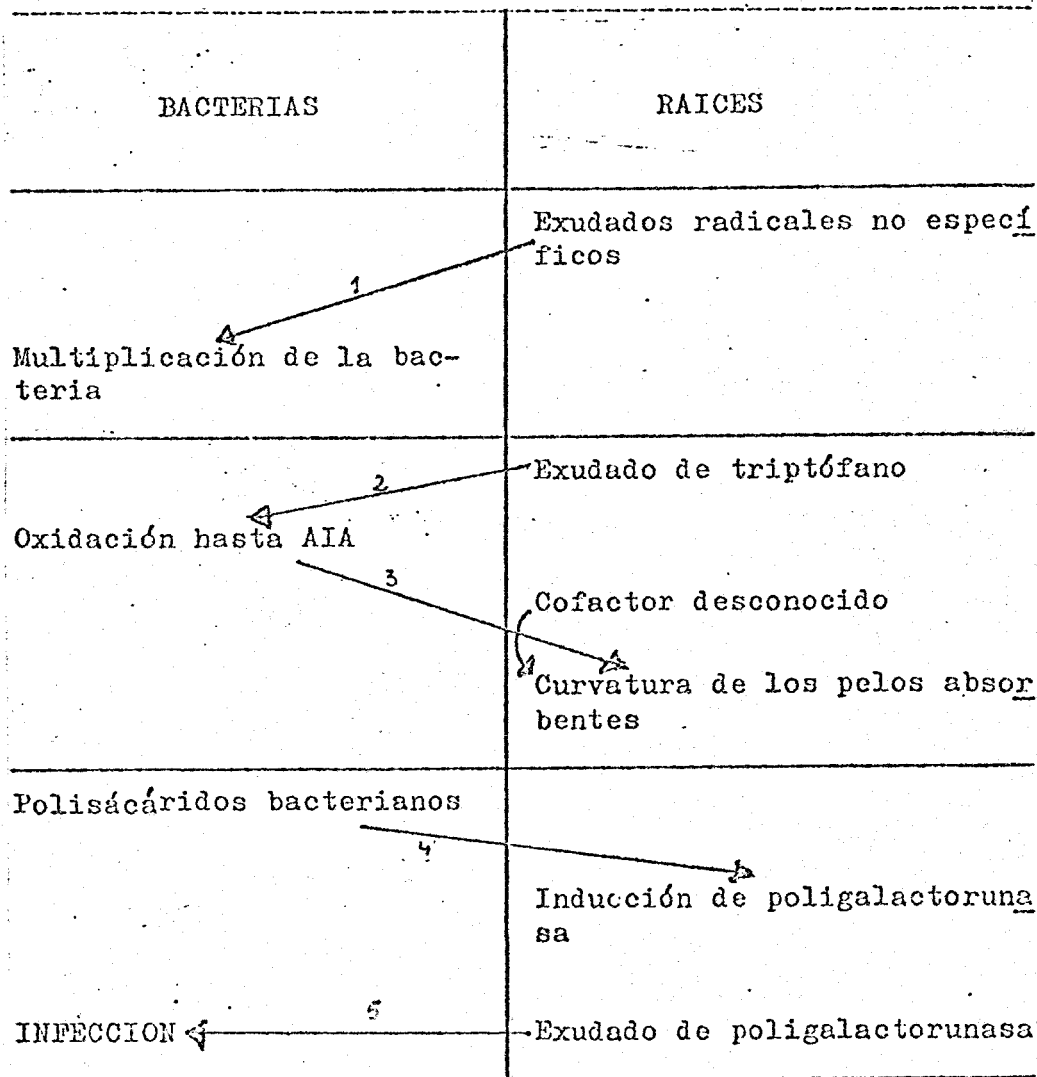 BACTERIAS
RAICES
Exudados radicales no especí
ficos
1
Multiplicación de la bac-
teria
Exudado de triptófano
2
Oxidación hasta AIA
3
Cofactor desconocido
Curvatura de los pelos absor
bentes
Polisácáridos bacterianos
4
Inducción de poligalactoruna
sa
5
INFECCION
Exudado de poligalactorunasa